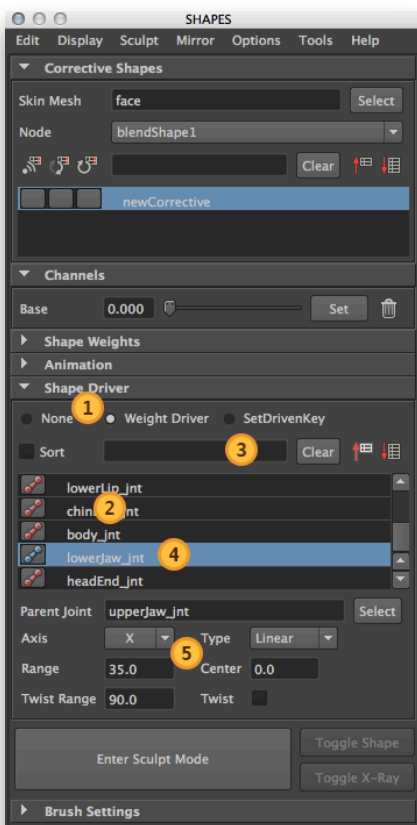 SHAPES
Edit Display Sculpt Mirror Options Tools Help
Corrective Shapes
Skin Mesh face Select
Node blendShape1
Clear
newCorrective
Channels
Base 0.000 Set
Shape Weights
Animation
Shape Driver
1
None Weight Driver SetDrivenKey
Sort 3 Clear
lowerLip_jnt
2
body_jnt
lowerJaw_jnt 4
headEnd_jnt
Parent Joint upperJaw_jnt Select
Axis X Type Linear
5
Range 35.0 Center 0.0
Twist Range 90.0 Twist
Enter Sculpt Mode Toggle Shape
Toggle X-Ray
Brush Settings